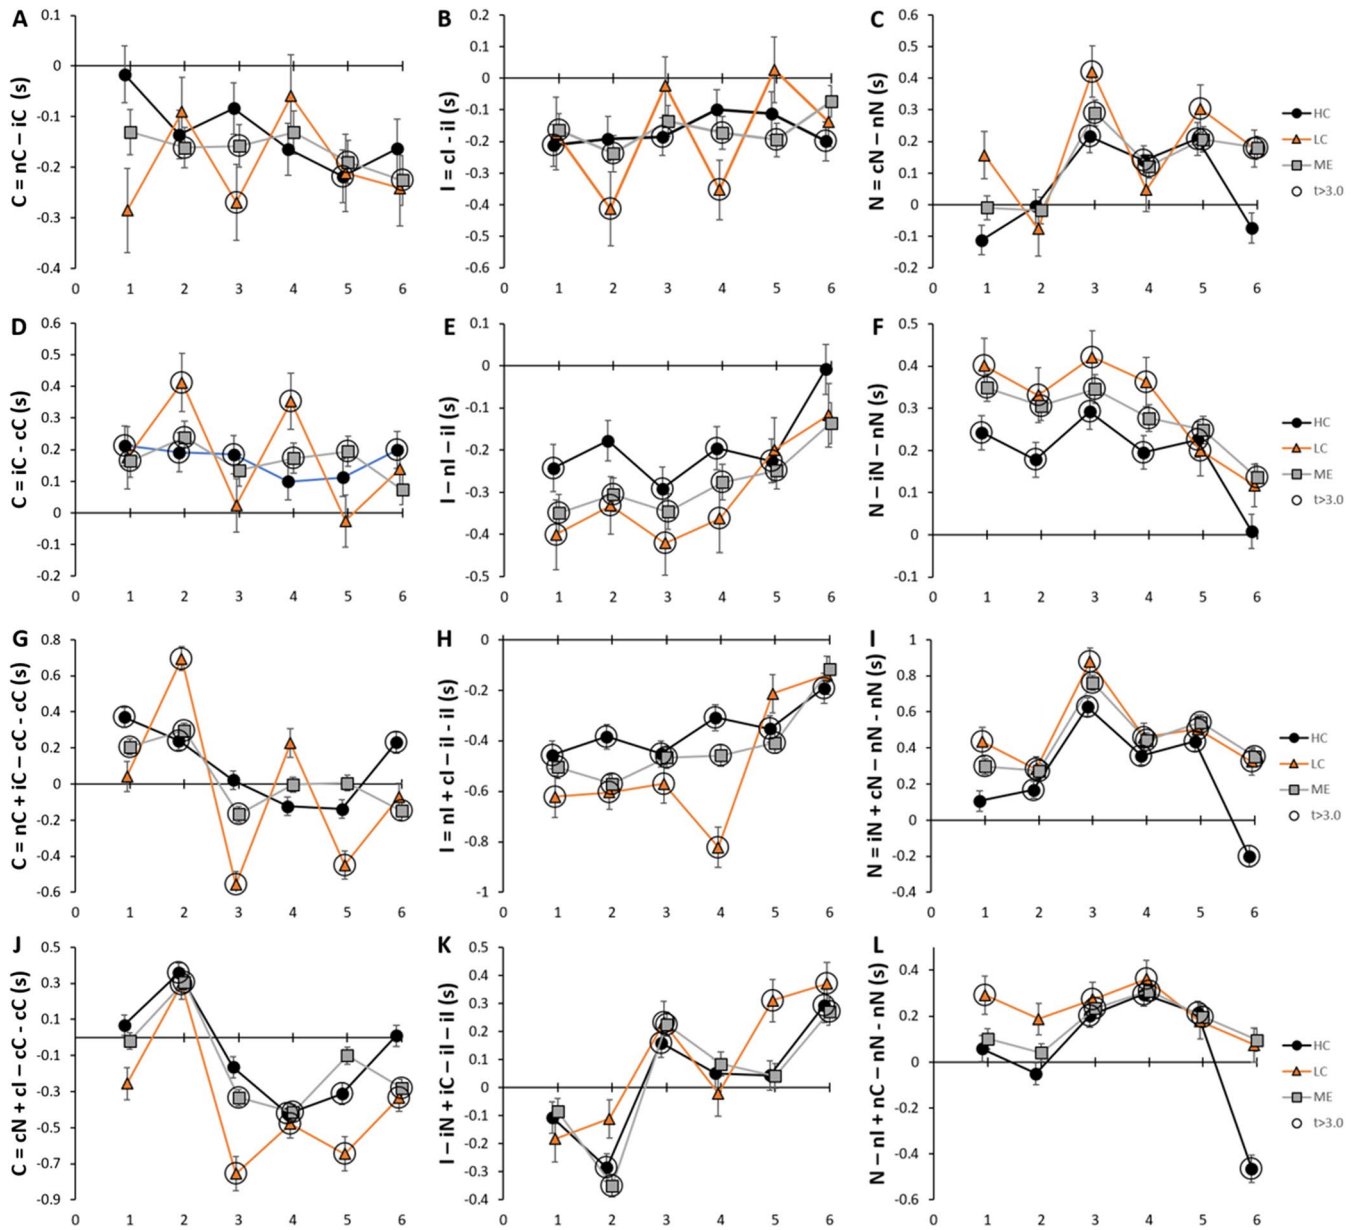 A
C = nC – iC (s)
0.1
0
-0.1
-0.2
-0.3
-0.4
0 1 2 3 4 5 6
B
I = cI - iI (s)
0.2
0.1
0
-0.1
-0.2
-0.3
-0.4
-0.5
-0.6
0 1 2 3 4 5 6
C
N = cN – nN (s)
0.6
0.5
0.4
0.3
0.2
0.1
0
-0.1
-0.2
0 1 2 3 4 5 6
HC
LC
ME
t>3.0
D
C = iC - cC (s)
0.6
0.5
0.4
0.3
0.2
0.1
0
-0.1
-0.2
0 1 2 3 4 5 6
E
I – nI – iI (s)
0.1
0
-0.1
-0.2
-0.3
-0.4
-0.5
0 1 2 3 4 5 6
F
N – iN – nN (s)
0.5
0.4
0.3
0.2
0.1
0
-0.1
0 1 2 3 4 5 6
HC
LC
ME
t>3.0
G
C = nC + iC – cC - cC (s)
0.8
0.6
0.4
0.2
0
-0.2
-0.4
-0.6
0 1 2 3 4 5 6
H
I = nI + cI – iI - iI (s)
0
-0.2
-0.4
-0.6
-0.8
-1
0 1 2 3 4 5 6
I
N = iN + cN – nN - nN (s)
1
0.8
0.6
0.4
0.2
0
-0.2
-0.4
0 1 2 3 4 5 6
HC
LC
ME
t>3.0
J
C = cN + cI – cC - cC (s)
0.5
0.3
0.1
-0.1
-0.3
-0.5
-0.7
-0.9
0 1 2 3 4 5 6
K
I – iN + iC – iI – iI (s)
0.5
0.4
0.3
0.2
0.1
0
-0.1
-0.2
-0.3
-0.4
0 1 2 3 4 5 6
L
N – nI + nC – nN - nN (s)
0.4
0.2
0
-0.2
-0.4
-0.6
0 1 2 3 4 5 6
HC
LC
ME
t>3.0